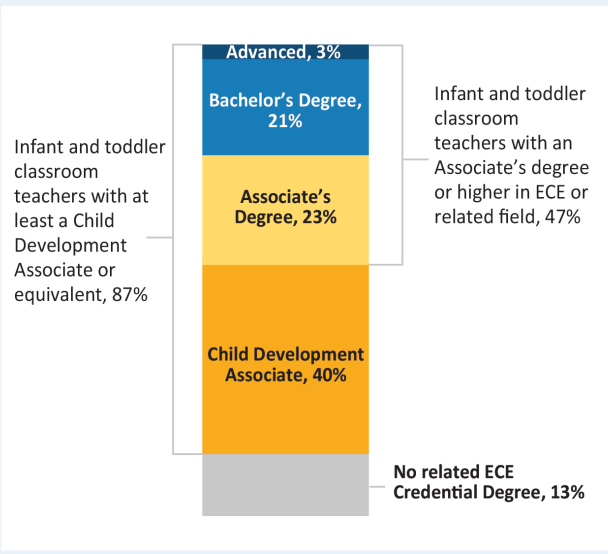 Advanced, 3%
Bachelor's Degree,
21%
Associate's
Degree, 23%
Child Development
Associate, 40%
Infant and toddler
classroom
teachers with at
least a Child
Development
Associate or
equivalent, 87%
Infant and toddler
classroom
teachers with an
Associate's degree
or higher in ECE or
related field, 47%
No related ECE
Credential Degree, 13%